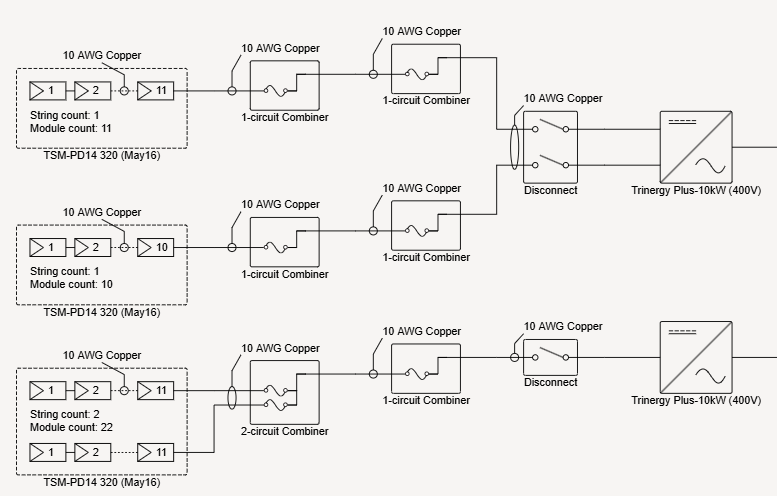 10 AWG Copper
1
2
11
String count: 1
Module count: 11
TSM-PD14 320 (May16)
10 AWG Copper
1-circuit Combiner
10 AWG Copper
1-circuit Combiner
10 AWG Copper
Disconnect
Trinergy Plus-10kW (400V)
10 AWG Copper
1
2
10
String count: 1
Module count: 10
TSM-PD14 320 (May16)
10 AWG Copper
1-circuit Combiner
10 AWG Copper
1-circuit Combiner
10 AWG Copper
1
2
11
String count: 2
Module count: 22
1
2
11
TSM-PD14 320 (May16)
10 AWG Copper
2-circuit Combiner
10 AWG Copper
1-circuit Combiner
10 AWG Copper
Disconnect
Trinergy Plus-10kW (400V)